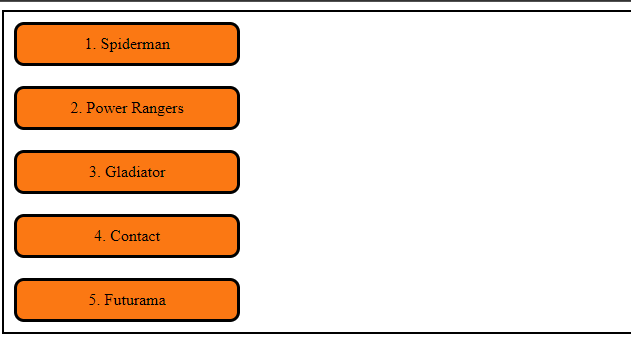 1. Spiderman
2. Power Rangers
3. Gladiator
4. Contact
5. Futurama